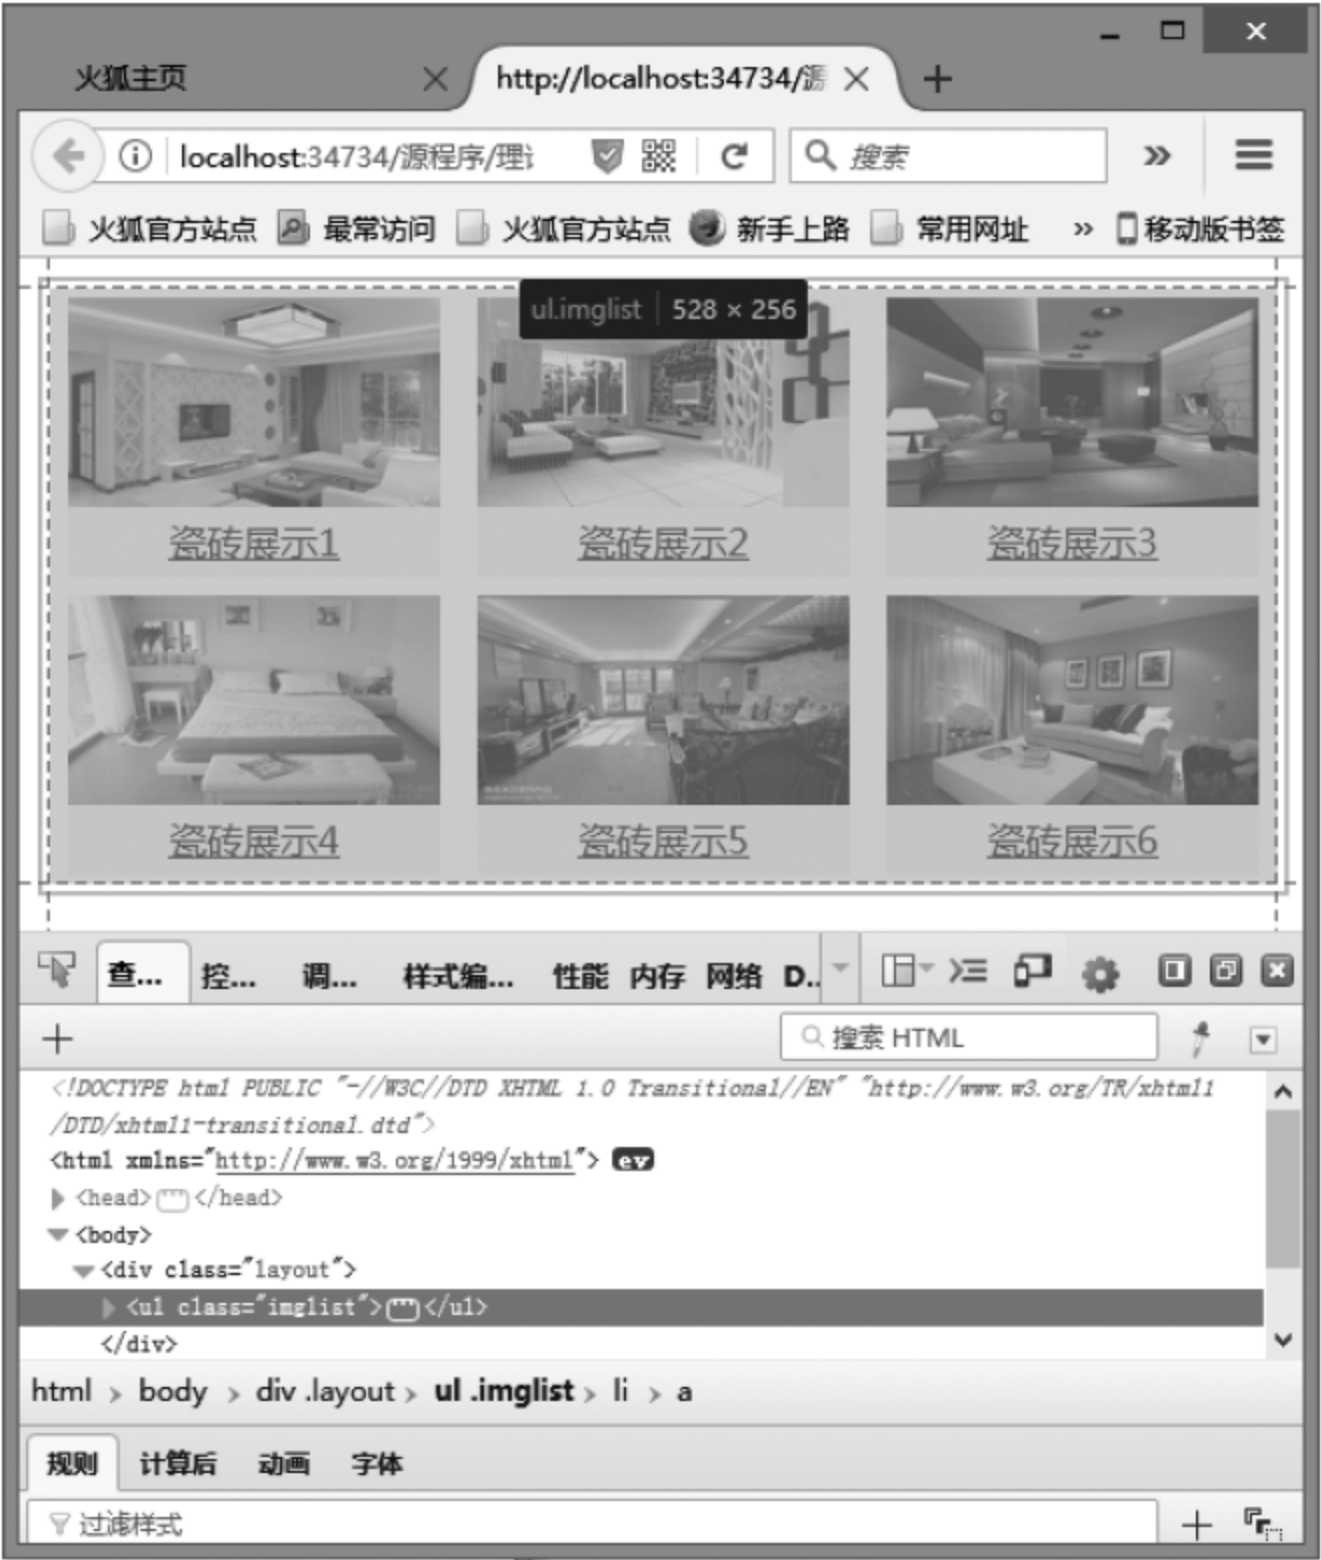 火狐主页
http://localhost:34734/源
localhost:34734/源程序/理
搜索
火狐官方站点 最常访问 火狐官方站点 新手上路 常用网址 » 移动版书签
ul.imglist 528 × 256
瓷砖展示1 瓷砖展示2 瓷砖展示3
瓷砖展示4 瓷砖展示5 瓷砖展示6
查... 控... 调... 样式编... 性能 内存 网络 D..
搜索 HTML
<!DOCTYPE html PUBLIC "-//W3C//DTD XHTML 1.0 Transitional//EN" "http://www.w3.org/TR/xhtml1
/DTD/xhtml1-transitional.dtd">
<html xmlns="http://www.w3.org/1999/xhtml"> ev
<head></head>
<body>
<div class="layout">
<ul class="imglist"></ul>
</div>
html > body > div .layout > ul .imglist > li > a
规则 计算后 动画 字体
过滤样式